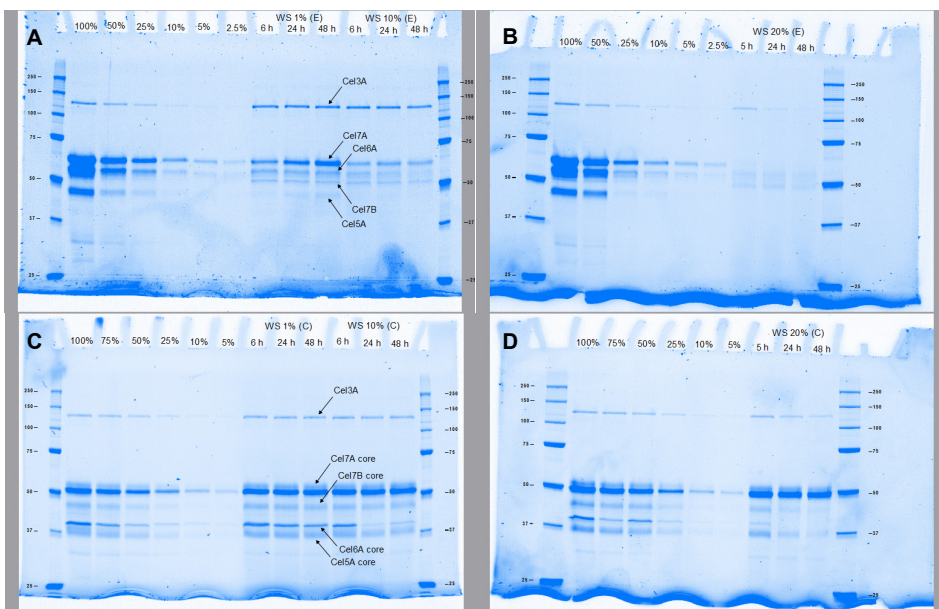 A
WS 1% (E) WS 10% (E)
100% 50% 25% 10% 5% 2.5% 6 h 24 h 48 h 6 h 24 h 48 h
Cel3A
Cel7A
Cel6A
Cel7B
Cel5A
250 –
150 –
100 –
75 –
50 –
37 –
25 –
–250
–150
–100
–75
–50
–37
–25
B
WS 20% (E)
100% 50% 25% 10% 5% 2.5% 5 h 24 h 48 h
250 –
150 –
100 –
75 –
50 –
37 –
25 –
–250
–150
–100
–75
–50
–37
–25
C
WS 1% (C) WS 10% (C)
100% 75% 50% 25% 10% 5% 6 h 24 h 48 h 6 h 24 h 48 h
Cel3A
Cel7A core
Cel7B core
Cel6A core
Cel5A core
250 –
150 –
100 –
75 –
50 –
37 –
25 –
–250
–150
–100
–75
–50
–37
–25
D
WS 20% (C)
100% 75% 50% 25% 10% 5% 5 h 24 h 48 h
250 –
150 –
100 –
75 –
50 –
37 –
25 –
–250
–150
–100
–75
–50
–37
–25